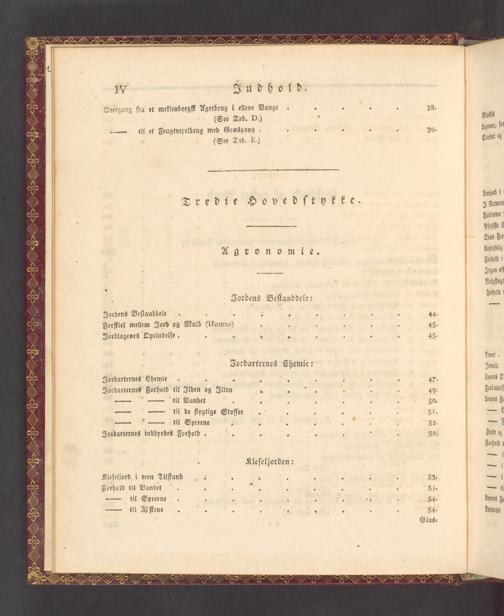 IV Indhold.
Overgang fra et meklenborgsk Agerbrug i elleve Vange . . . . . 38.
(See Tab. D.)
—— til et Frugtvexelbrug med Græsgang . . . . . 39.
(See Tab. E.)
Tredie Hovedstykke.
Agronomie.
Jordens Bestanddele:
Jordens Bestanddele . . . . . . . 44.
Forskiel mellem Jord og Muld (Humus) . . . . . 45.
Jordlagenes Oprindelse . . . . . . . 45.
Jordarternes Chemie:
Jordarternes Chemie . . . . . . . 47.
Jordarternes Forhold til Ilden og Ilten . . . . . 49.
—— —— til Vandet . . . . . 50.
—— —— til de flygtige Stoffer . . . . . 51.
—— —— til Syrerne . . . . . 52.
Jordarternes indbyrdes Forhold . . . . . . 52.
Kieseljorden:
Kieseljord i reen Tilstand . . . . . . 53.
Forhold til Vandet . . . . . . . 54.
—— til Syrerne . . . . . . . 54.
—— til Æskene . . . . . . . 54.
Glas-